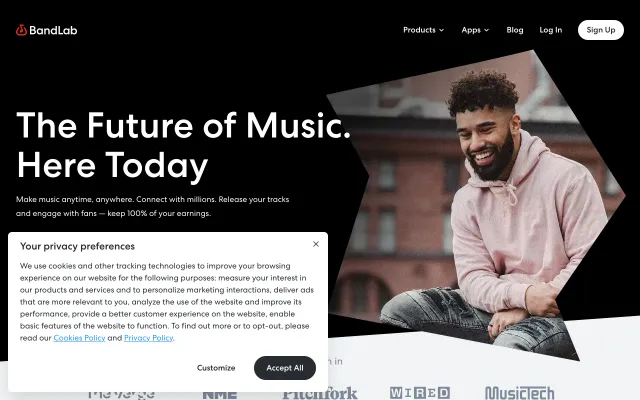 BandLab
Products
Apps
Blog
Log In
Sign Up
The Future of Music.
Here Today
Make music anytime, anywhere. Connect with millions. Release your tracks
and engage with fans — keep 100% of your earnings.
Your privacy preferences
We use cookies and other tracking technologies to improve your browsing
experience on our website for the following purposes: measure your interest in
our products and services and to personalize marketing interactions, deliver ads
that are more relevant to you, analyze the use of the website and improve its
performance, provide a better customer experience on the website, enable
basic features of the website to function. To find out more or to opt-out, please
read our Cookies Policy and Privacy Policy.
Customize
Accept All
in
NME
Pitchfork
WIRED
MusicTech